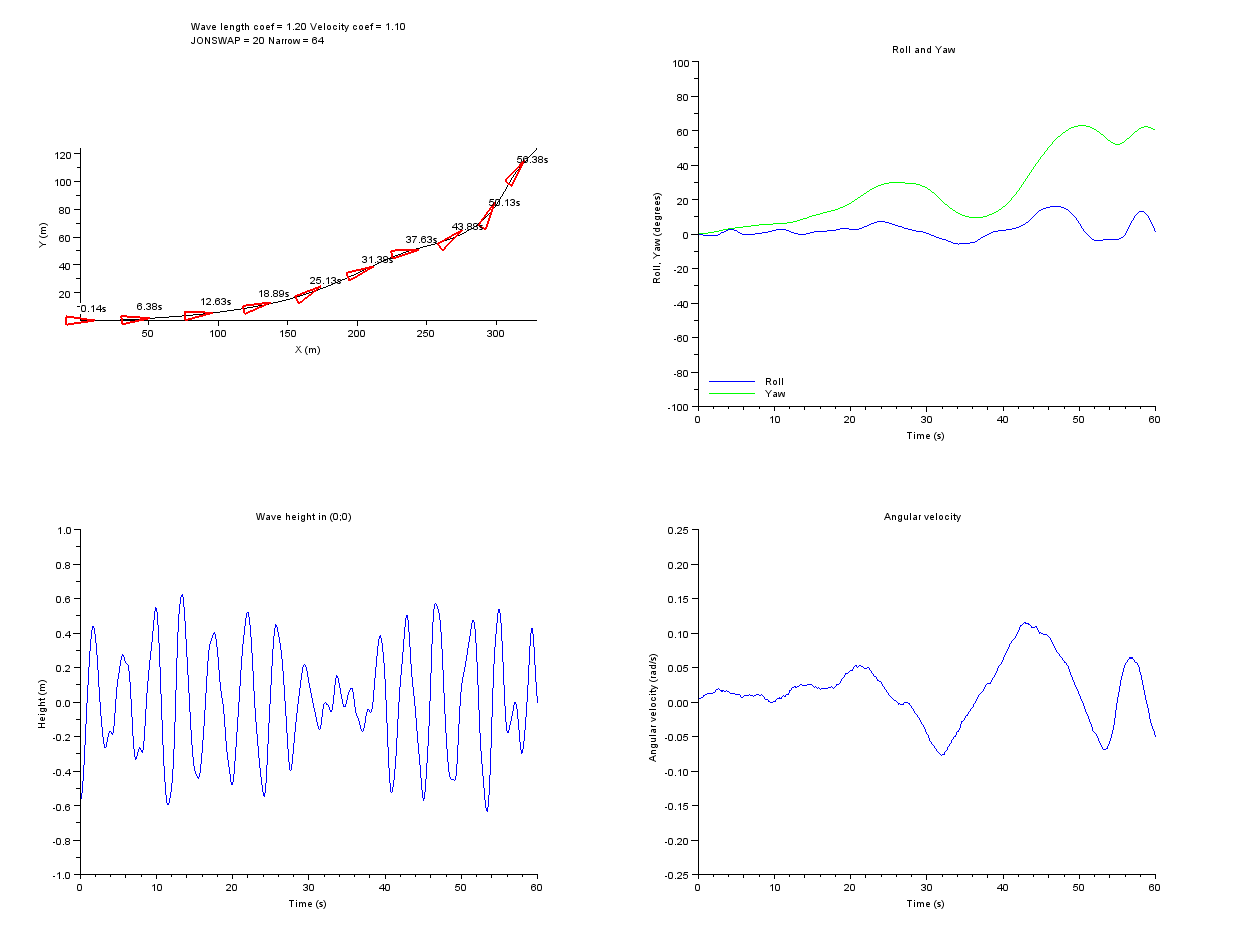 Wave length coef = 1.20 Velocity coef = 1.10
JONSWAP = 20 Narrow = 64
120
100
80
60
40
20
Y (m)
0.14s
6.38s
12.63s
18.89s
25.13s
31.38s
37.63s
43.88s
50.13s
56.38s
50
100
150
200
250
300
X (m)
Roll and Yaw
100
80
60
40
20
0
-20
-40
-60
-80
-100
Roll, Yaw (degrees)
Roll
Yaw
0
10
20
30
40
50
60
Time (s)
Wave height in (0;0)
1.0
0.8
0.6
0.4
0.2
0.0
-0.2
-0.4
-0.6
-0.8
-1.0
Height (m)
0
10
20
30
40
50
60
Time (s)
Angular velocity
0.25
0.20
0.15
0.10
0.05
0.00
-0.05
-0.10
-0.15
-0.20
-0.25
Angular velocity (rad/s)
0
10
20
30
40
50
60
Time (s)